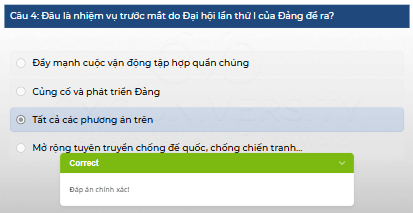 Câu 4: Đâu là nhiệm vụ trước mắt do Đại hội lần thứ I của Đảng đề ra?
Đẩy mạnh cuộc vận động tập hợp quần chúng
Củng cố và phát triển Đảng
Tất cả các phương án trên
Mở rộng tuyên truyền chống đế quốc, chống chiến tranh...
Correct
Đáp án chính xác!